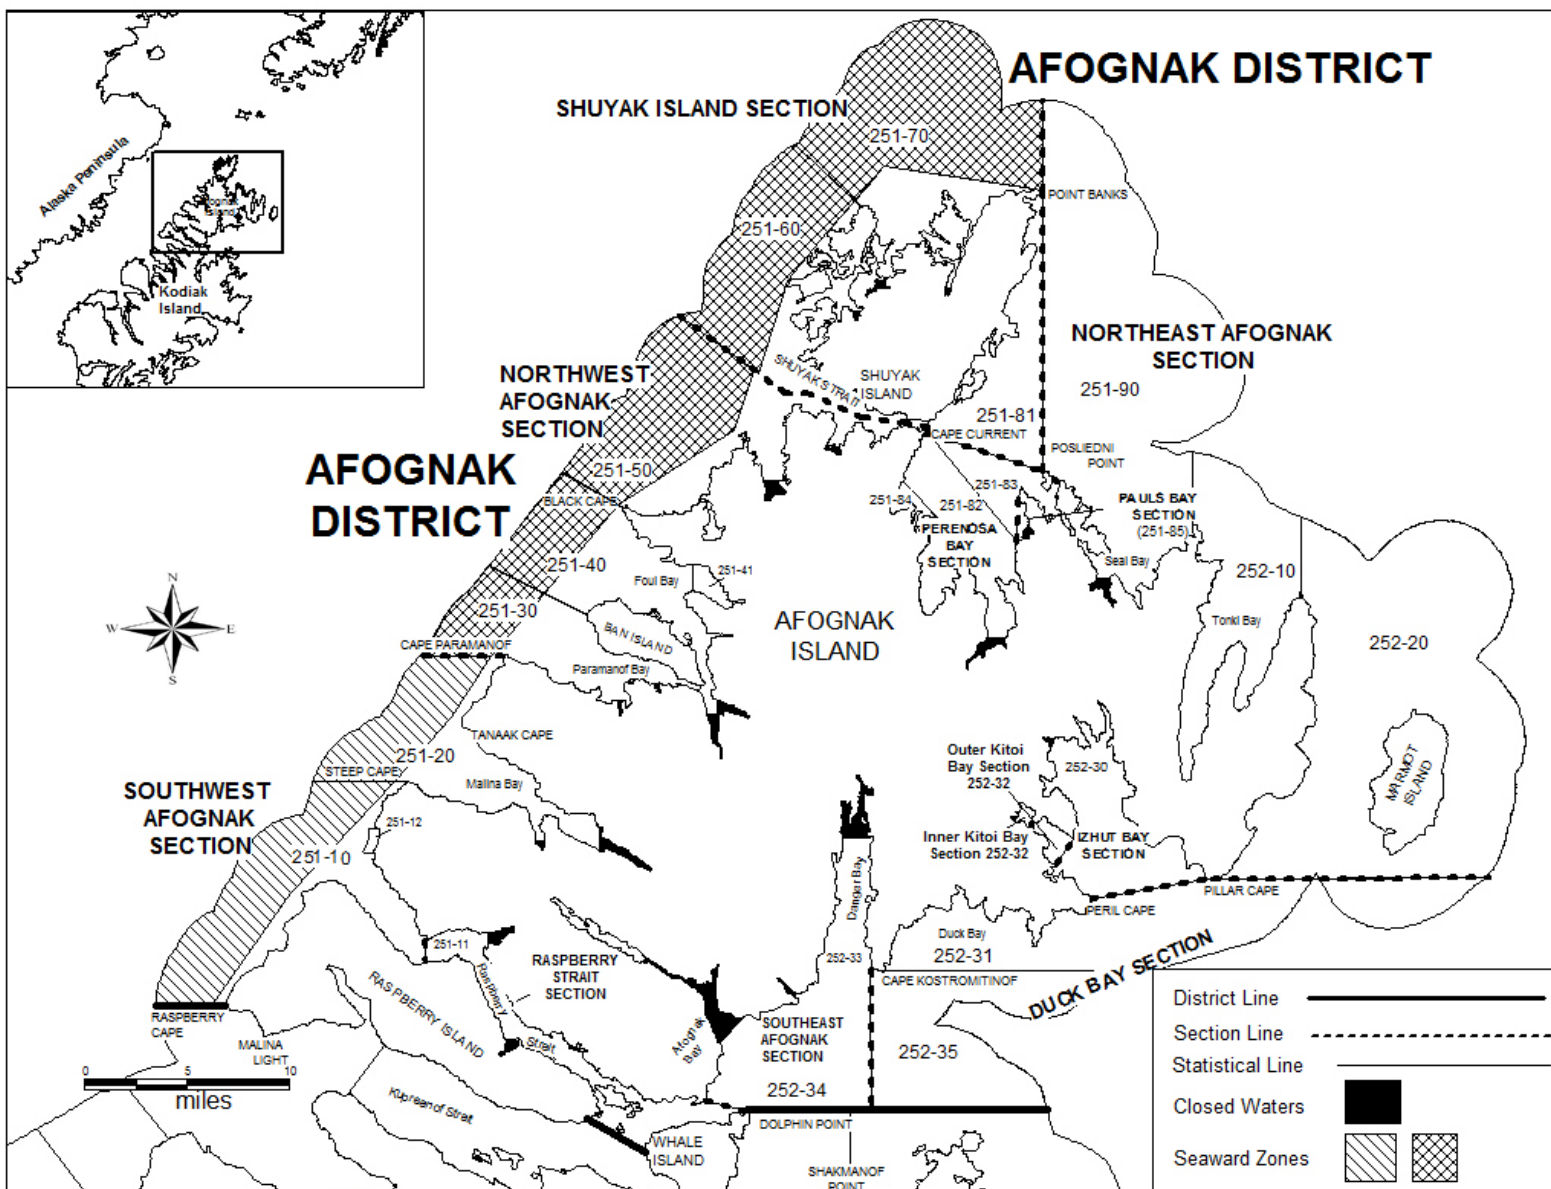 AFOGNAK DISTRICT
SHUYAK ISLAND SECTION
251-70
Alaska Peninsula
Afognak
Island
Kodiak
Island
POINT BANKS
251-60
NORTHEAST AFOGNAK
SECTION
251-90
NORTHWEST
AFOGNAK
SECTION
SHUYAK STRAIT
SHUYAK
ISLAND
251-81
CAPE CURRENT
POSLIEDNI
POINT
AFOGNAK
DISTRICT
251-50
BLACK CAPE
251-84
251-82
251-83
PAULS BAY
SECTION
(251-85)
PERENOSA
BAY
SECTION
Seal Bay
251-40
Foul Bay
251-41
252-10
251-30
N
W
E
S
CAPE PARAMANOF
BAN ISLAND
Paramanof Bay
AFOGNAK
ISLAND
Tonki Bay
252-20
TANAAK CAPE
251-20
STEEP CAPE
Malina Bay
Outer Kitoi
Bay Section
252-32
252-30
MARMOT
ISLAND
SOUTHWEST
AFOGNAK
SECTION
251-12
251-10
Inner Kitoi Bay
Section 252-32
IZHUT BAY
SECTION
PILLAR CAPE
PERIL CAPE
Danger Bay
Duck Bay
252-31
252-33
251-11
RASPBERRY
STRAIT
SECTION
Raspberry
Strait
RASPBERRY ISLAND
CAPE KOSTROMITINOF
DUCK BAY SECTION
RASPBERRY
CAPE
MALINA
LIGHT
Afognak
Bay
SOUTHEAST
AFOGNAK
SECTION
252-35
252-34
0 5 10
miles
Kupreanof Strait
DOLPHIN POINT
WHALE
ISLAND
SHAKMANOF
POINT
District Line
Section Line
Statistical Line
Closed Waters
Seaward Zones